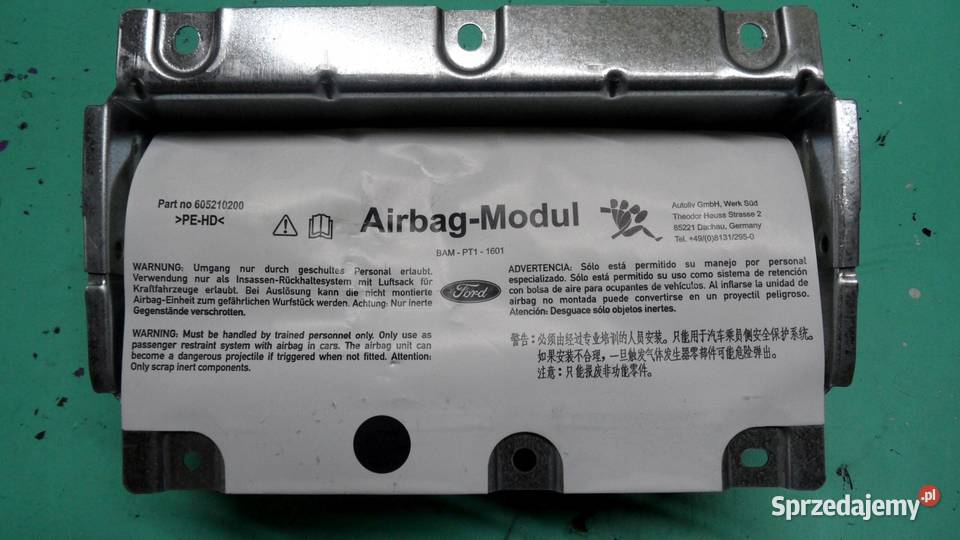 Part no 605210200
>PE-HD<
Airbag-Modul
BAM - PT1 - 1601
Autoliv GmbH, Werk Süd
Theodor Heuss Strasse 2
85221 Dachau, Germany
Tel. +49/(0)8131/295-0
WARNUNG: Umgang nur durch geschultes Personal erlaubt.
Verwendung nur als Insassen-Rückhaltesystem mit Luftsack für
Kraftfahrzeuge erlaubt. Bei Auslösung kann die nicht montierte
Airbag-Einheit zum gefährlichen Wurfstück werden. Achtung: Nur inerte
Gegenstände verschrotten.
WARNING: Must be handled by trained personnel only. Only use as
passenger restraint system with airbag in cars. The airbag unit can
become a dangerous projectile if triggered when not fitted. Attention:
Only scrap inert components.
Ford
ADVERTENCIA: Sólo está permitido su manejo por personal
especializado. Sólo está permitido su uso como sistema de retención
con bolsa de aire para ocupantes de vehículos. Al inflarse la unidad de
airbag no montada puede convertirse en un proyectil peligroso.
Atención: Desguace sólo objetos inertes.
警告：必须由经过专业培训的人员安装。只能用于汽车乘员侧安全保护系统。
如果安装不合理，一旦触发气体发生器零部件可能危险弹出。
注意：只能报废非功能零件。
Sprzedajemy.pl